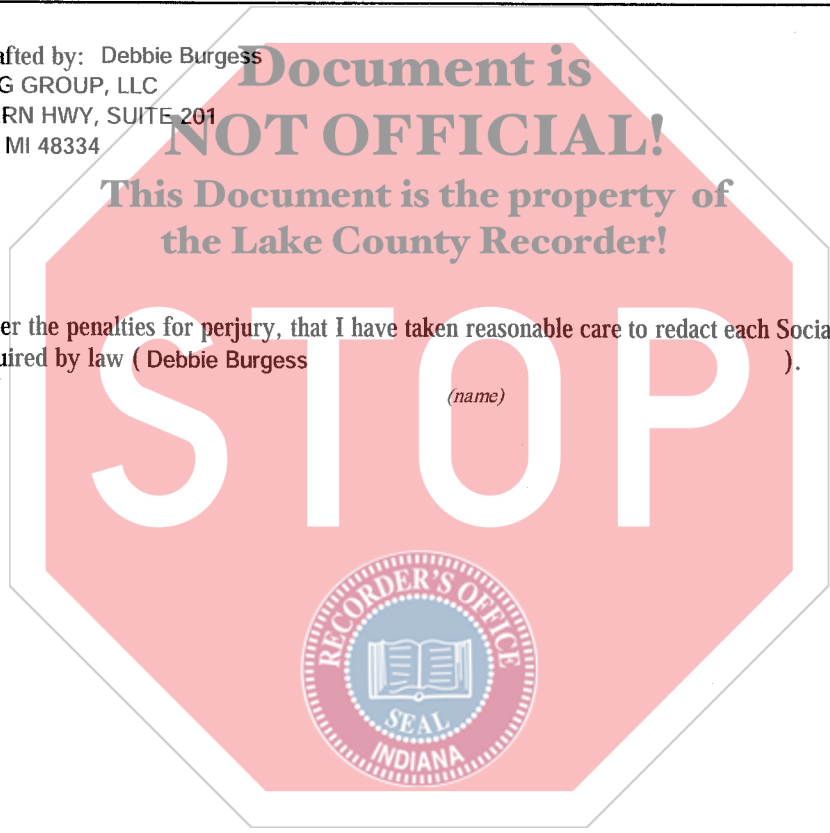 afted by: Debbie Burgess
G GROUP, LLC
RN HWY, SUITE 201
MI 48334
Document is
NOT OFFICIAL!
This Document is the property of
the Lake County Recorder!
er the penalties for perjury, that I have taken reasonable care to redact each Socia
uired by law ( Debbie Burgess ).
(name)
STOP
RECORDER'S OFFICE
SEAL
INDIANA